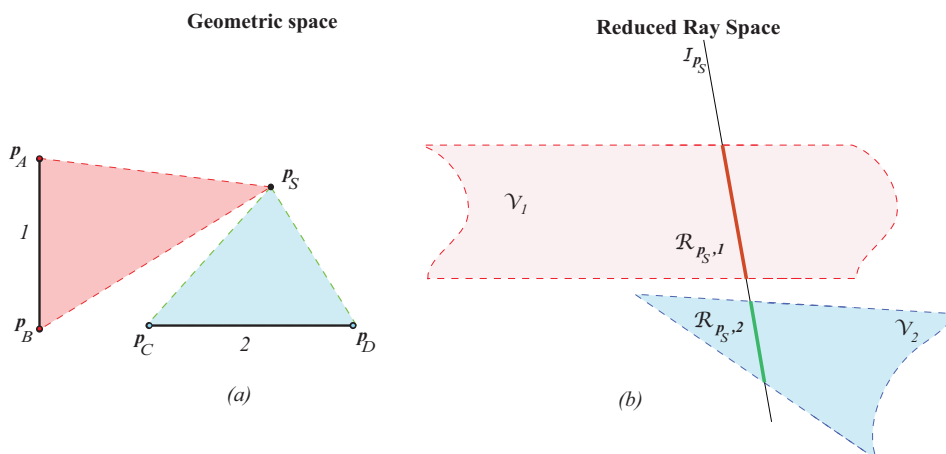 Geometric space
p_A
p_S
1
p_B
p_C
2
p_D
(a)
Reduced Ray Space
I_{p_S}
V_1
R_{p_S,1}
R_{p_S,2}
V_2
(b)